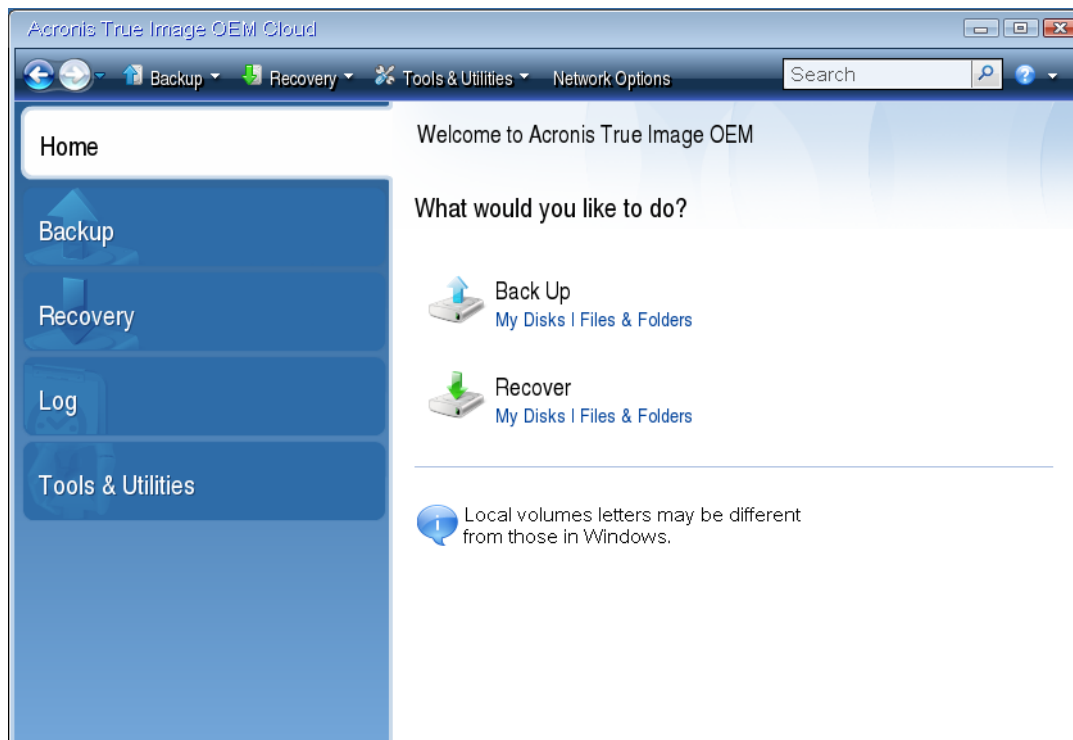 Acronis True Image OEM Cloud
Backup Recovery Tools & Utilities Network Options Search
Home
Backup
Recovery
Log
Tools & Utilities
Welcome to Acronis True Image OEM
What would you like to do?
Back Up
My Disks | Files & Folders
Recover
My Disks | Files & Folders
Local volumes letters may be different
from those in Windows.